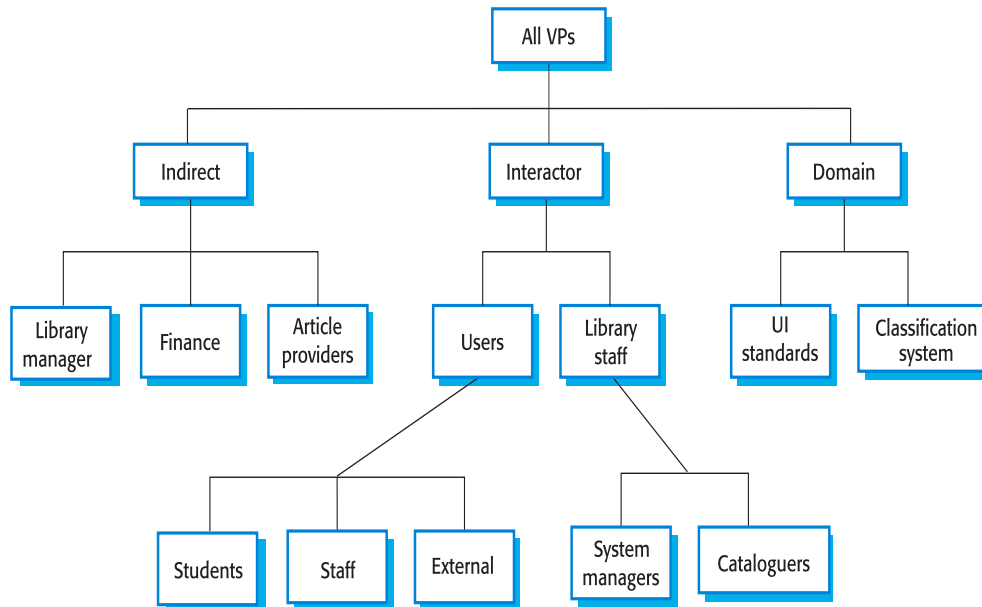 All VPs
Indirect
Interactor
Domain
Library
manager
Finance
Article
providers
Users
Library
staff
UI
standards
Classification
system
Students
Staff
External
System
managers
Cataloguers